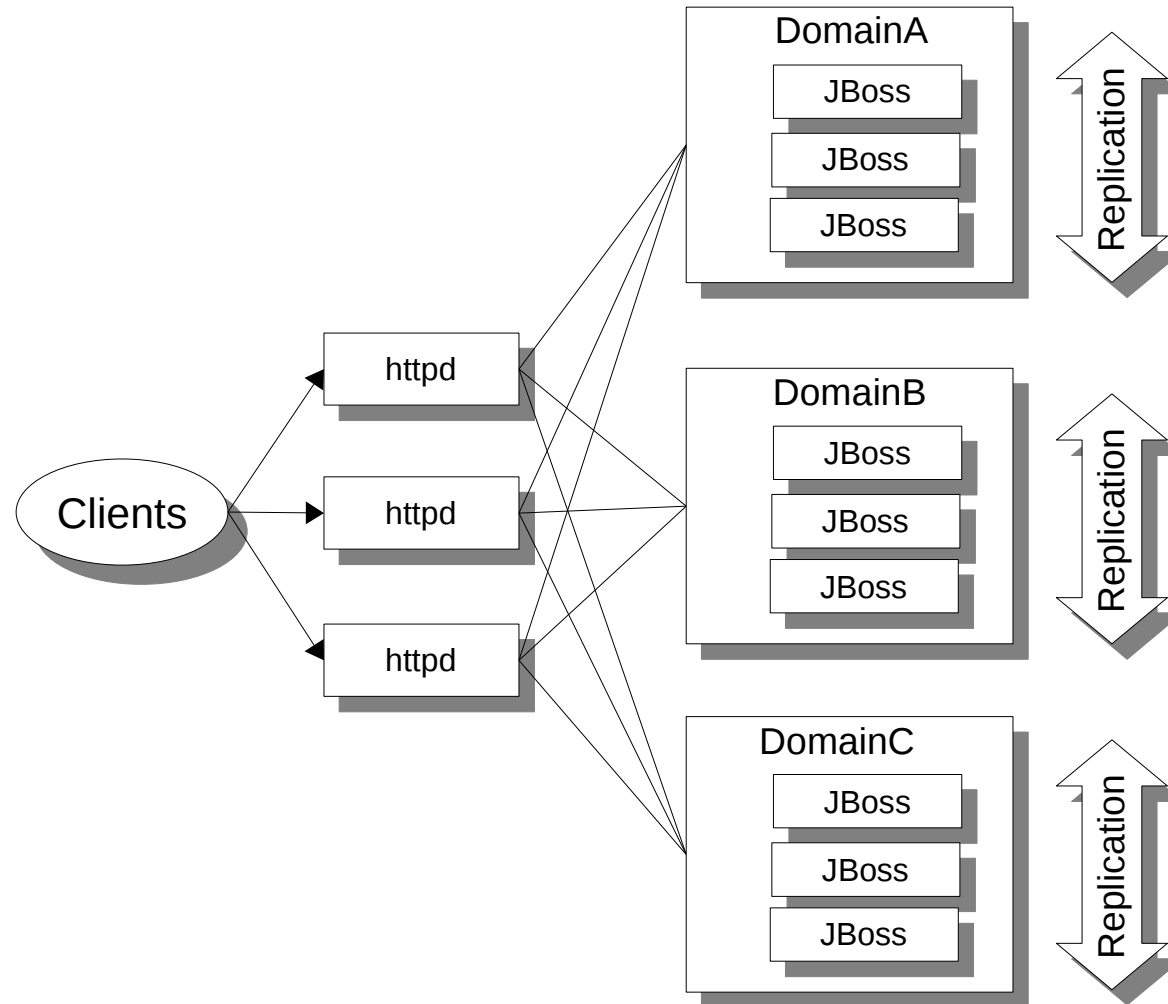 DomainA
JBoss
JBoss
JBoss
Replication
httpd
httpd
httpd
Clients
DomainB
JBoss
JBoss
JBoss
Replication
DomainC
JBoss
JBoss
JBoss
Replication